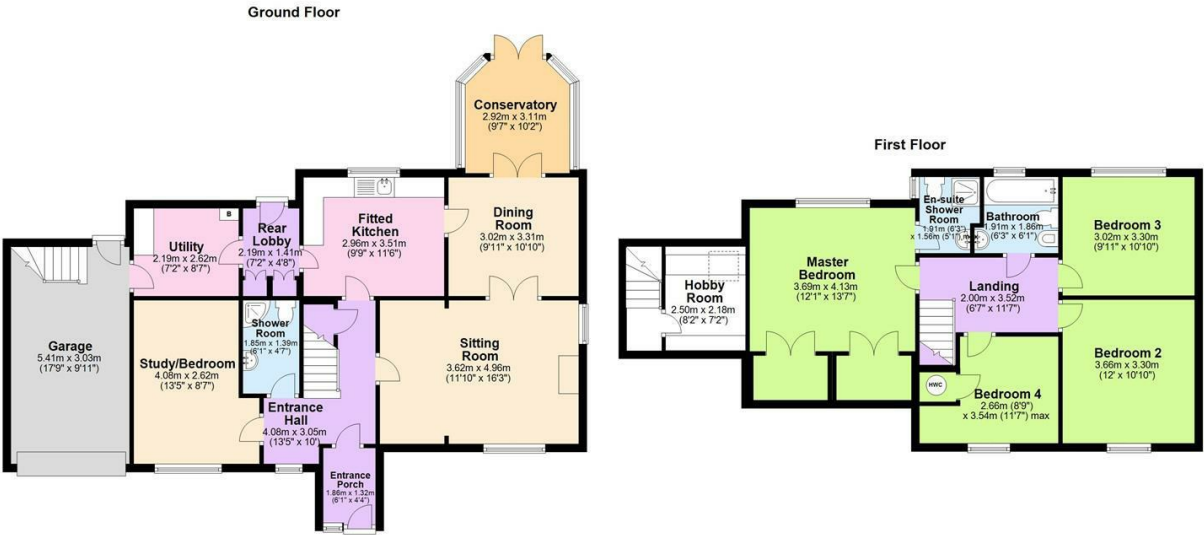 Ground Floor
Conservatory
2.92m x 3.11m
(9'7" x 10'2")
Fitted
Kitchen
2.96m x 3.51m
(9'9" x 11'6")
Dining
Room
3.02m x 3.31m
(9'11" x 10'10")
B
Utility
2.19m x 2.62m
(7'2" x 8'7")
Rear
Lobby
2.19m x 1.41m
(7'2" x 4'8")
Garage
5.41m x 3.03m
(17'9" x 9'11")
Study/Bedroom
4.08m x 2.62m
(13'5" x 8'7")
Shower
Room
1.85m x 1.39m
(6'1" x 4'7")
Sitting
Room
3.62m x 4.96m
(11'10" x 16'3")
Entrance
Hall
4.08m x 3.05m
(13'5" x 10')
Entrance
Porch
1.86m x 1.32m
(6'1" x 4'4")
First Floor
En-suite
Shower
Room
1.91m (6'3")
x 1.56m (5'1")
Bathroom
1.91m x 1.86m
(6'3" x 6'1")
Bedroom 3
3.02m x 3.30m
(9'11" x 10'10")
Master
Bedroom
3.69m x 4.13m
(12'1" x 13'7")
Hobby
Room
2.50m x 2.18m
(8'2" x 7'2")
Landing
2.00m x 3.52m
(6'7" x 11'7")
Bedroom 2
3.66m x 3.30m
(12' x 10'10")
HWC
Bedroom 4
2.66m (8'9")
x 3.54m (11'7") max